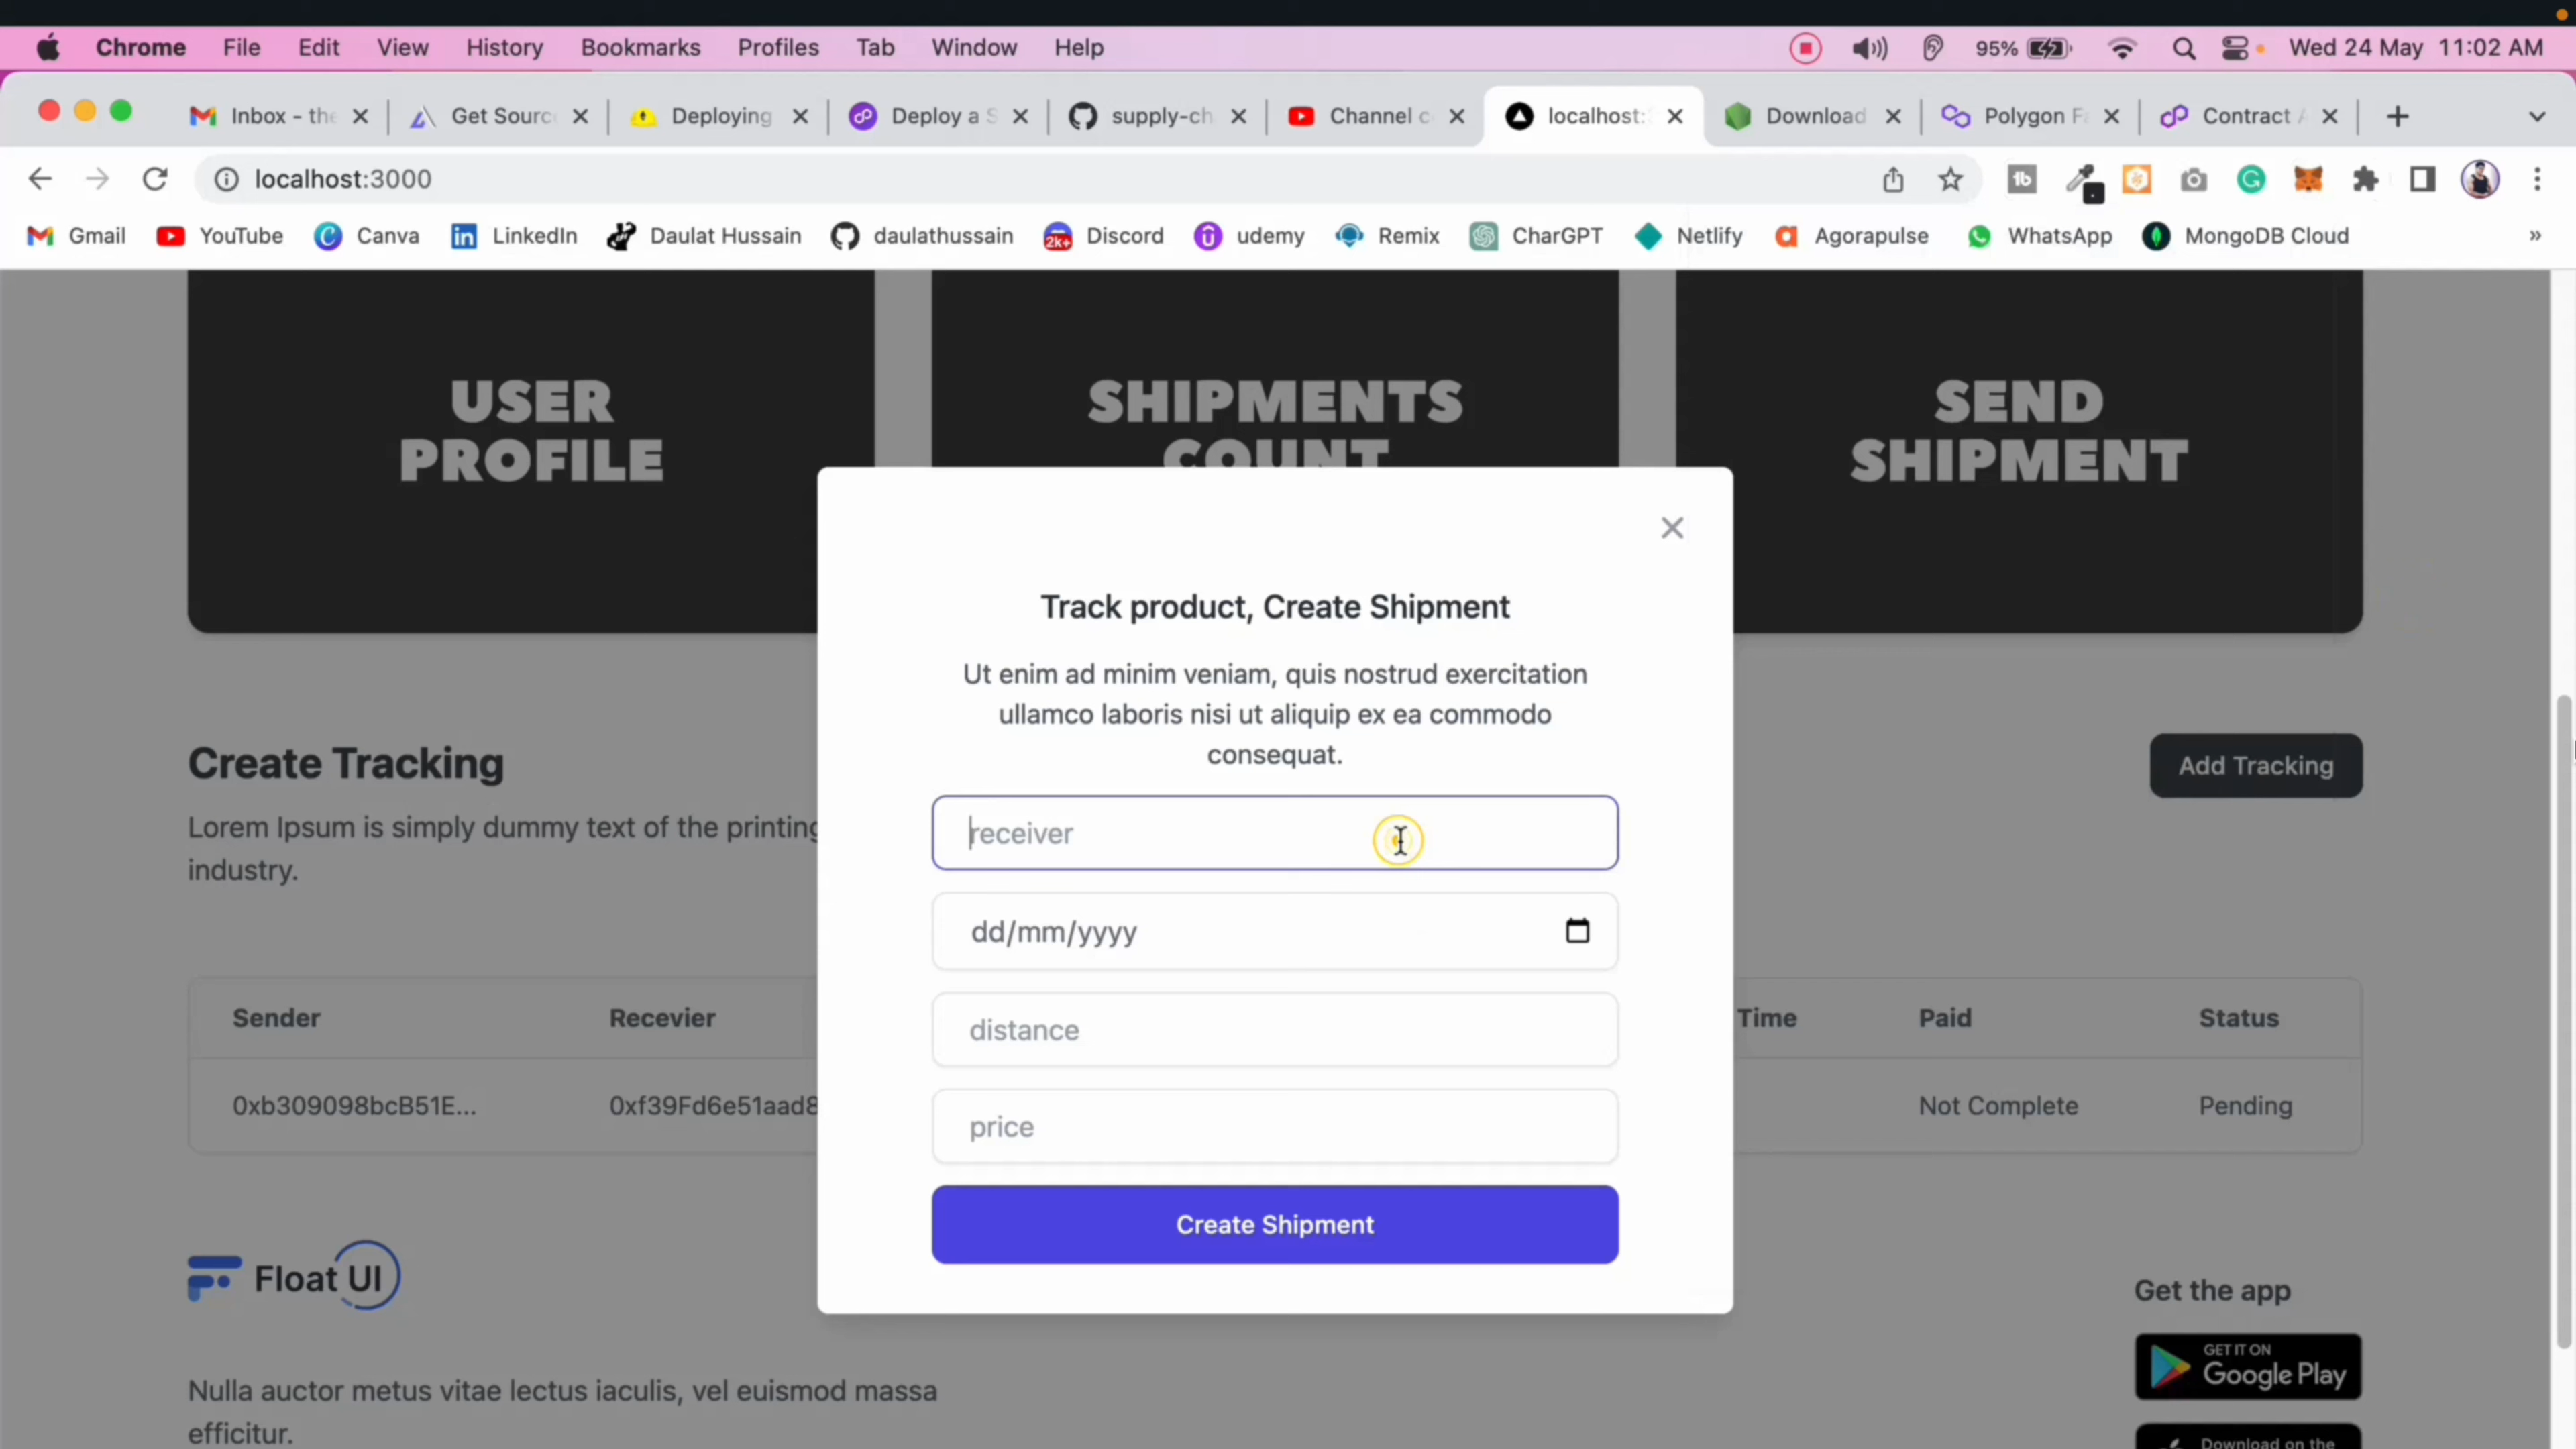 Chrome File Edit View History Bookmarks Profiles Tab Window Help 95% Wed 24 May 11:02 AM
Inbox - the Get Sourc Deploying Deploy a S supply-ch Channel c localhost: Download Polygon Fa Contract A
localhost:3000
Gmail YouTube Canva LinkedIn Daulat Hussain daulathussain 2k+ Discord udemy Remix CharGPT Netlify Agorapulse WhatsApp MongoDB Cloud »
USER
PROFILE
SHIPMENTS
COUNT
SEND
SHIPMENT
Track product, Create Shipment
Ut enim ad minim veniam, quis nostrud exercitation
ullamco laboris nisi ut aliquip ex ea commodo
consequat.
receiver
dd/mm/yyyy
distance
price
Create Shipment
Create Tracking
Add Tracking
Lorem Ipsum is simply dummy text of the printing
industry.
Sender Recevier Time Paid Status
0xb309098bcB51E... 0xf39Fd6e51aad8 Not Complete Pending
Float UI
Get the app
GET IT ON
Google Play
Nulla auctor metus vitae lectus iaculis, vel euismod massa
efficitur.
Download on the